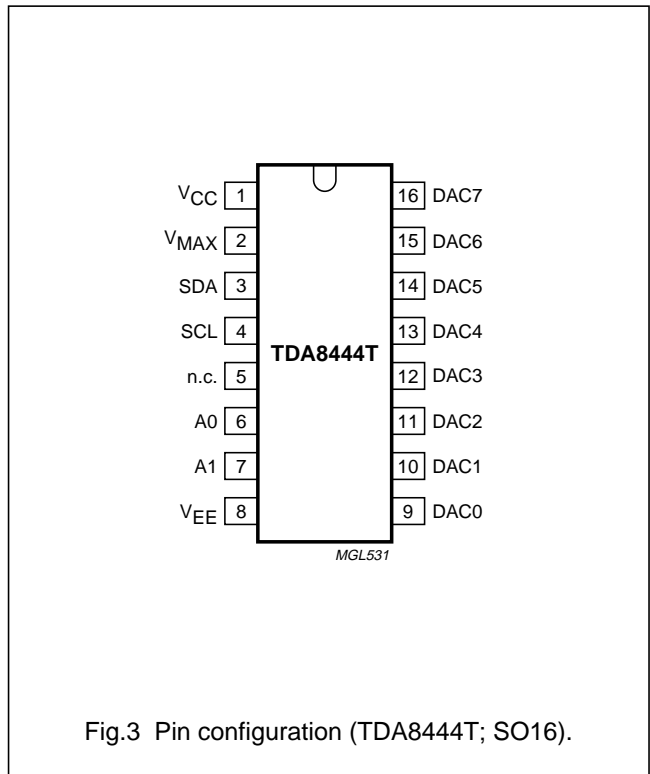 VCC 1 16 DAC7
VMAX 2 15 DAC6
SDA 3 14 DAC5
SCL 4 13 DAC4
TDA8444T
n.c. 5 12 DAC3
A0 6 11 DAC2
A1 7 10 DAC1
VEE 8 9 DAC0
MGL531
Fig.3 Pin configuration (TDA8444T; SO16).